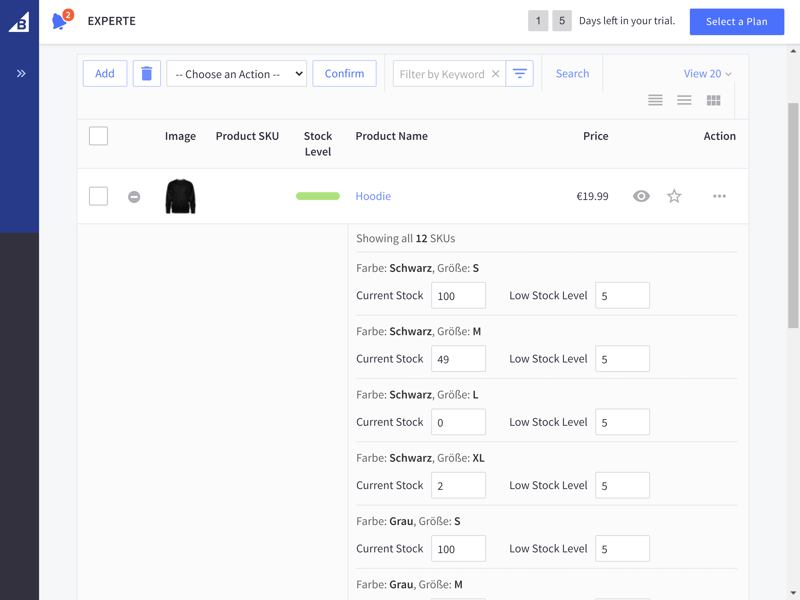 B
2
EXPERTE
1 5 Days left in your trial.
Select a Plan
Add
-- Choose an Action --
Confirm
Filter by Keyword
Search
View 20
Image Product SKU Stock Level Product Name Price Action
Hoodie €19.99
Showing all 12 SKUs
Farbe: Schwarz, Größe: S
Current Stock 100 Low Stock Level 5
Farbe: Schwarz, Größe: M
Current Stock 49 Low Stock Level 5
Farbe: Schwarz, Größe: L
Current Stock 0 Low Stock Level 5
Farbe: Schwarz, Größe: XL
Current Stock 2 Low Stock Level 5
Farbe: Grau, Größe: S
Current Stock 100 Low Stock Level 5
Farbe: Grau, Größe: M